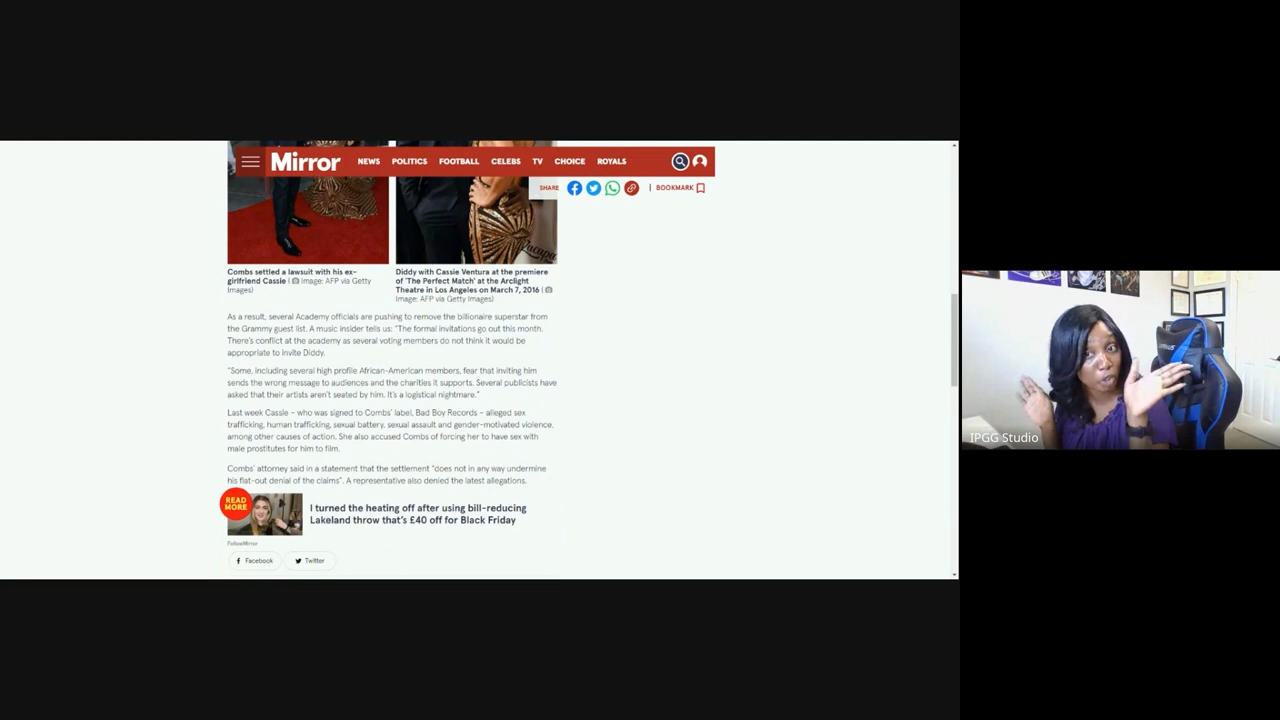 Mirror NEWS POLITICS FOOTBALL CELEBS TV CHOICE ROYALS
SHARE | BOOKMARK
Combs settled a lawsuit with his ex-
girlfriend Cassie ( Image: AFP via Getty
Images)
Diddy with Cassie Ventura at the premiere
of 'The Perfect Match' at the Arclight
Theatre in Los Angeles on March 7, 2016 (
Image: AFP via Getty Images)
As a result, several Academy officials are pushing to remove the billionaire superstar from
the Grammy guest list. A music insider tells us: "The formal invitations go out this month.
There's conflict at the academy as several voting members do not think it would be
appropriate to invite Diddy.
"Some, including several high profile African-American members, fear that inviting him
sends the wrong message to audiences and the charities it supports. Several publicists have
asked that their artists aren't seated by him. It's a logistical nightmare."
Last week Cassie – who was signed to Combs' label, Bad Boy Records – alleged sex
trafficking, human trafficking, sexual battery, sexual assault and gender-motivated violence,
among other causes of action. She also accused Combs of forcing her to have sex with
male prostitutes for him to film.
Combs' attorney said in a statement that the settlement "does not in any way undermine
his flat-out denial of the claims". A representative also denied the latest allegations.
READ
MORE
I turned the heating off after using bill-reducing
Lakeland throw that's £40 off for Black Friday
FollowMirror
Facebook Twitter
IPGG Studio